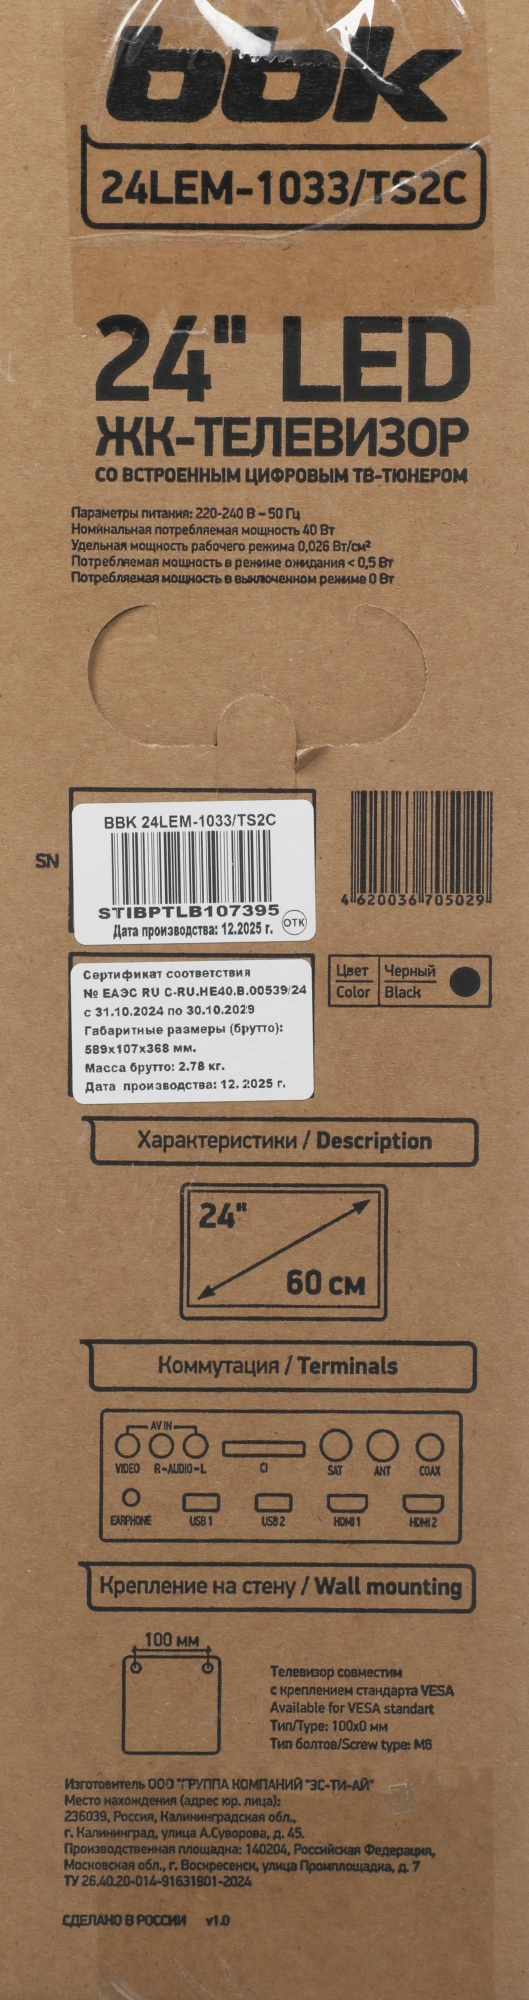 bbk
24LEM-1033/TS2C
24" LED
ЖК-ТЕЛЕВИЗОР
СО ВСТРОЕННЫМ ЦИФРОВЫМ ТВ-ТЮНЕРОМ
Параметры питания: 220-240 В ~ 50 Гц
Номинальная потребляемая мощность 40 Вт
Удельная мощность рабочего режима 0,026 Вт/см²
Потребляемая мощность в режиме ожидания < 0,5 Вт
Потребляемая мощность в выключенном режиме 0 Вт
SN
BBK 24LEM-1033/TS2C
STIBPTLB107395
Дата производства: 12.2025 г.
ОТК
4 620036 705029
Сертификат соответствия
№ ЕАЭС RU C-RU.НЕ40.В.00539/24
с 31.10.2024 по 30.10.2029
Габаритные размеры (брутто):
589x107x368 мм.
Масса брутто: 2.78 кг.
Дата производства: 12. 2025 г.
Цвет Черный
Color Black
Характеристики / Description
24"
60 см
Коммутация / Terminals
AV IN
VIDEO R-AUDIO-L CI SAT ANT COAX
EARPHONE USB 1 USB 2 HDMI 1 HDMI 2
Крепление на стену / Wall mounting
100 мм
Телевизор совместим
с креплением стандарта VESA
Available for VESA standart
Тип/Type: 100x0 мм
Тип болтов/Screw type: M6
Изготовитель ООО "ГРУППА КОМПАНИЙ "ЭС-ТИ-АЙ"
Место нахождения (адрес юр. лица):
236039, Россия, Калининградская обл.,
г. Калининград, улица А.Суворова, д. 45.
Производственная площадка: 140204, Российская Федерация,
Московская обл., г. Воскресенск, улица Промплощадка, д. 7
ТУ 26.40.20-014-91631901-2024
СДЕЛАНО В РОССИИ v1.0